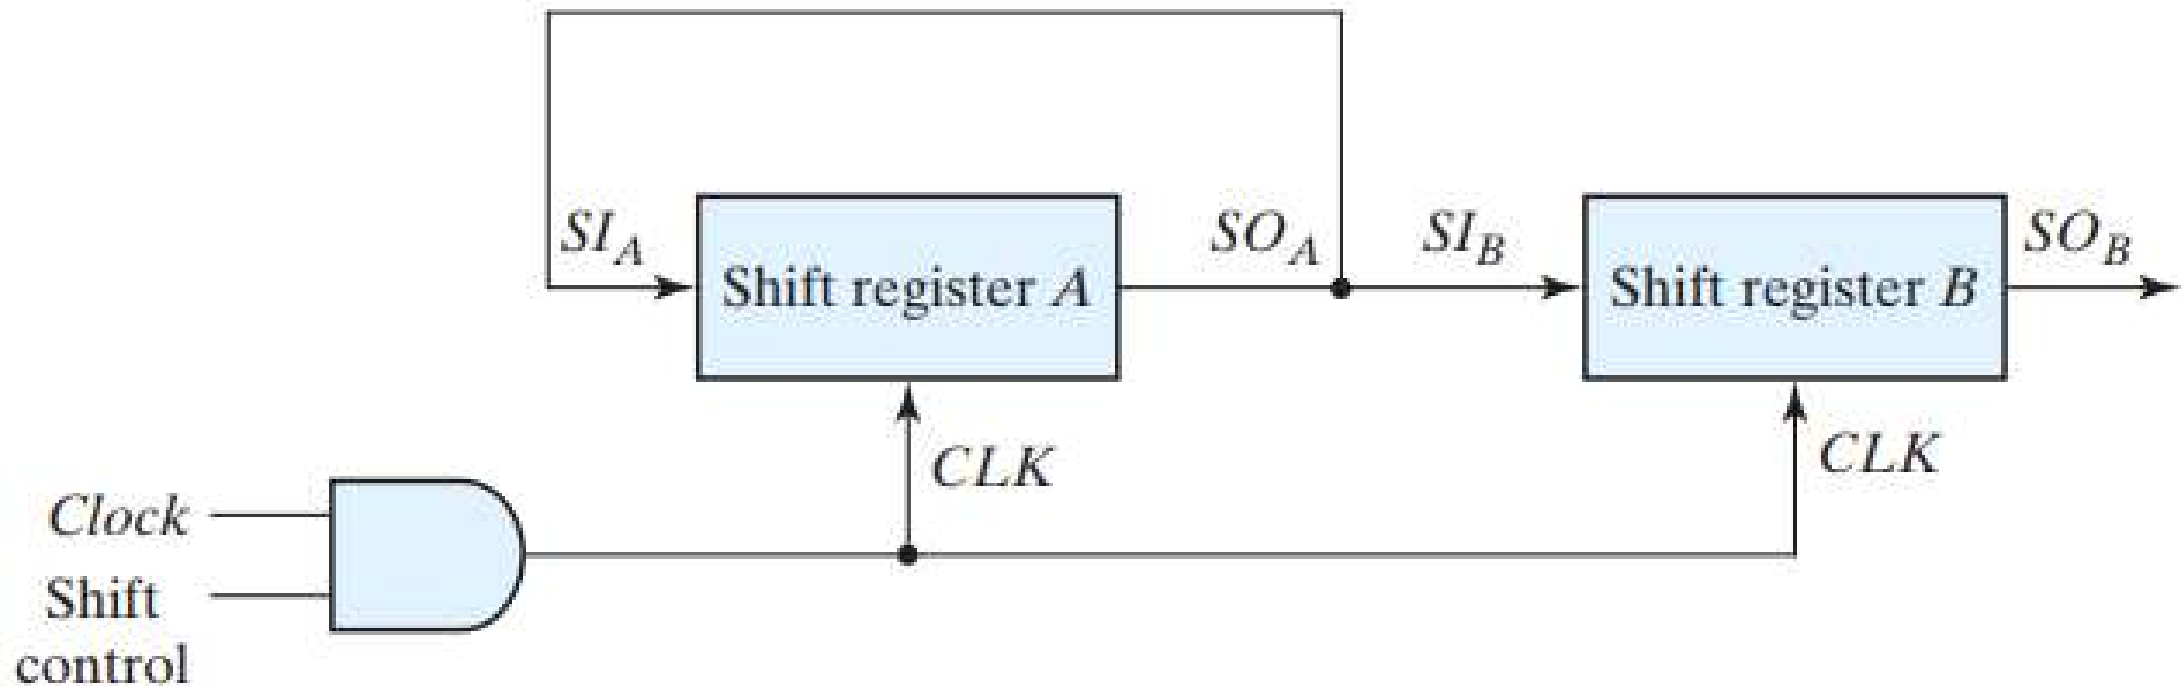 SI_A
Shift register A
SO_A
SI_B
Shift register B
SO_B
CLK
CLK
Clock
Shift
control